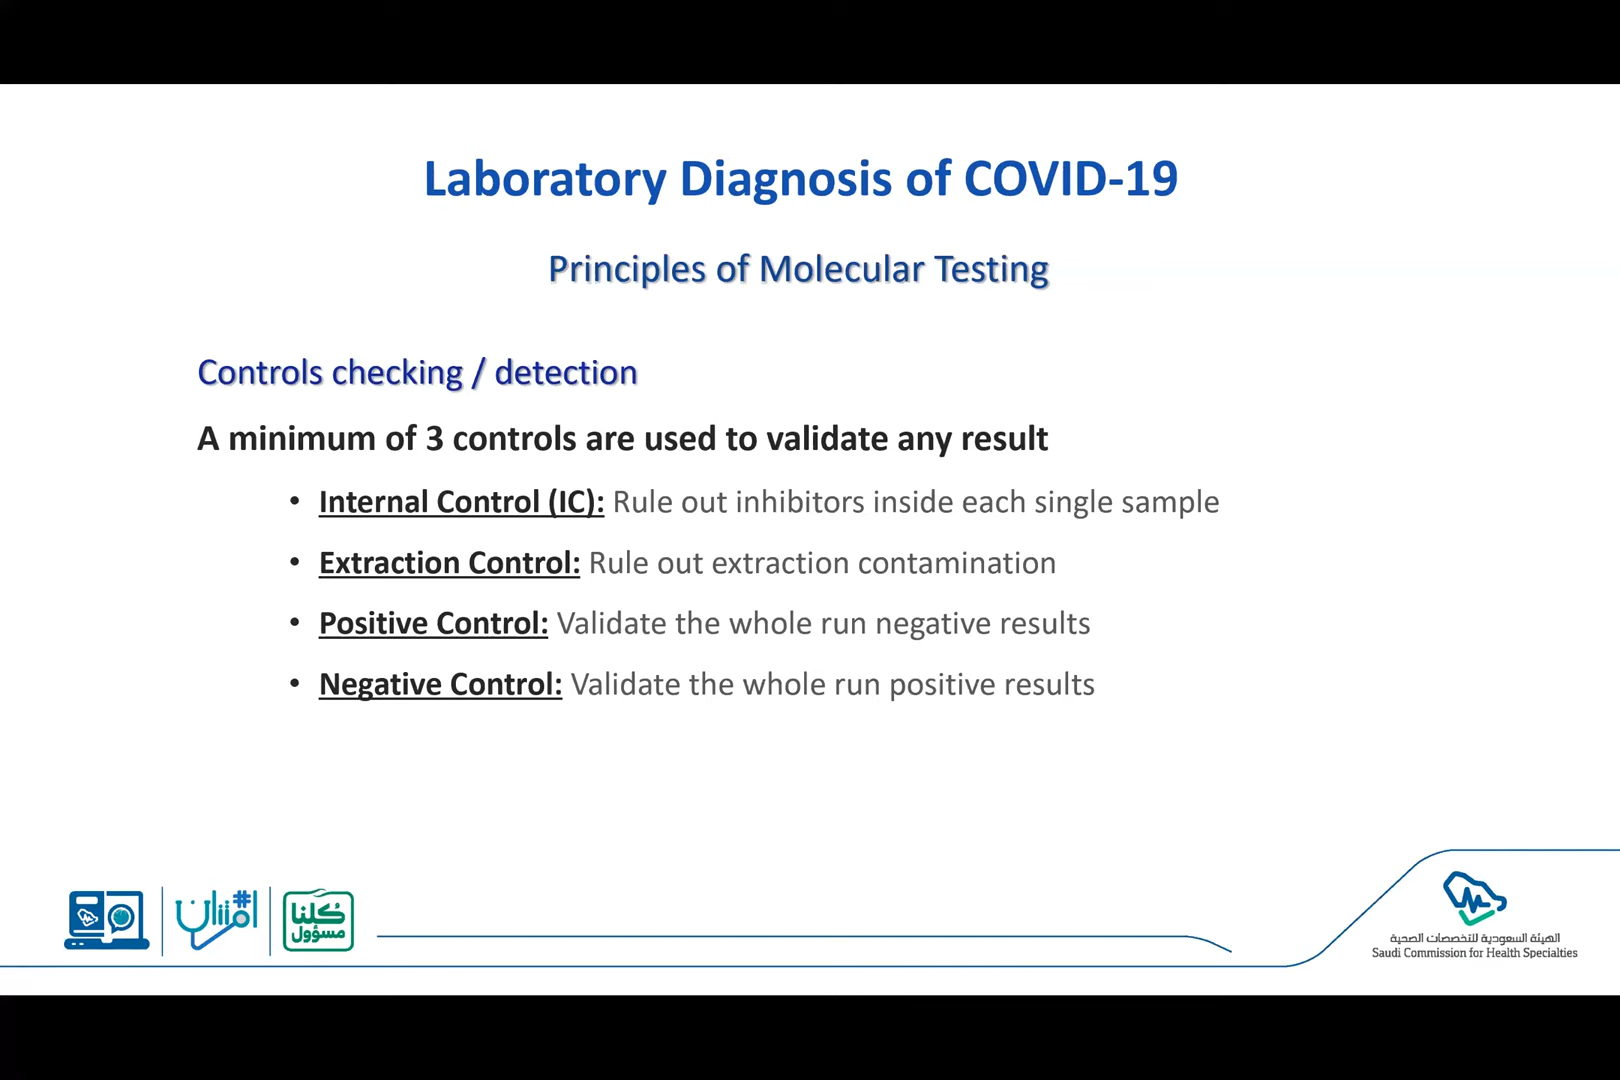 Laboratory Diagnosis of COVID-19
Principles of Molecular Testing
Controls checking / detection
A minimum of 3 controls are used to validate any result
• Internal Control (IC): Rule out inhibitors inside each single sample
• Extraction Control: Rule out extraction contamination
• Positive Control: Validate the whole run negative results
• Negative Control: Validate the whole run positive results
#امتنان
كلنا
مسؤول
الهيئة السعودية للتخصصات الصحية
Saudi Commission for Health Specialties